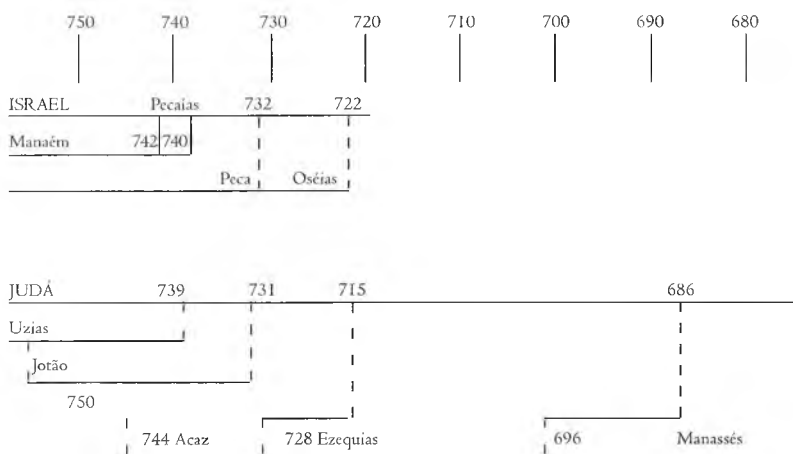 750 740 730 720 710 700 690 680
ISRAEL Pecaías 732 722
Manaém 742 740
Peca Oséias
JUDÁ 739 731 715 686
Uzias
Jotão
750
744 Acaz 728 Ezequias 696 Manassés